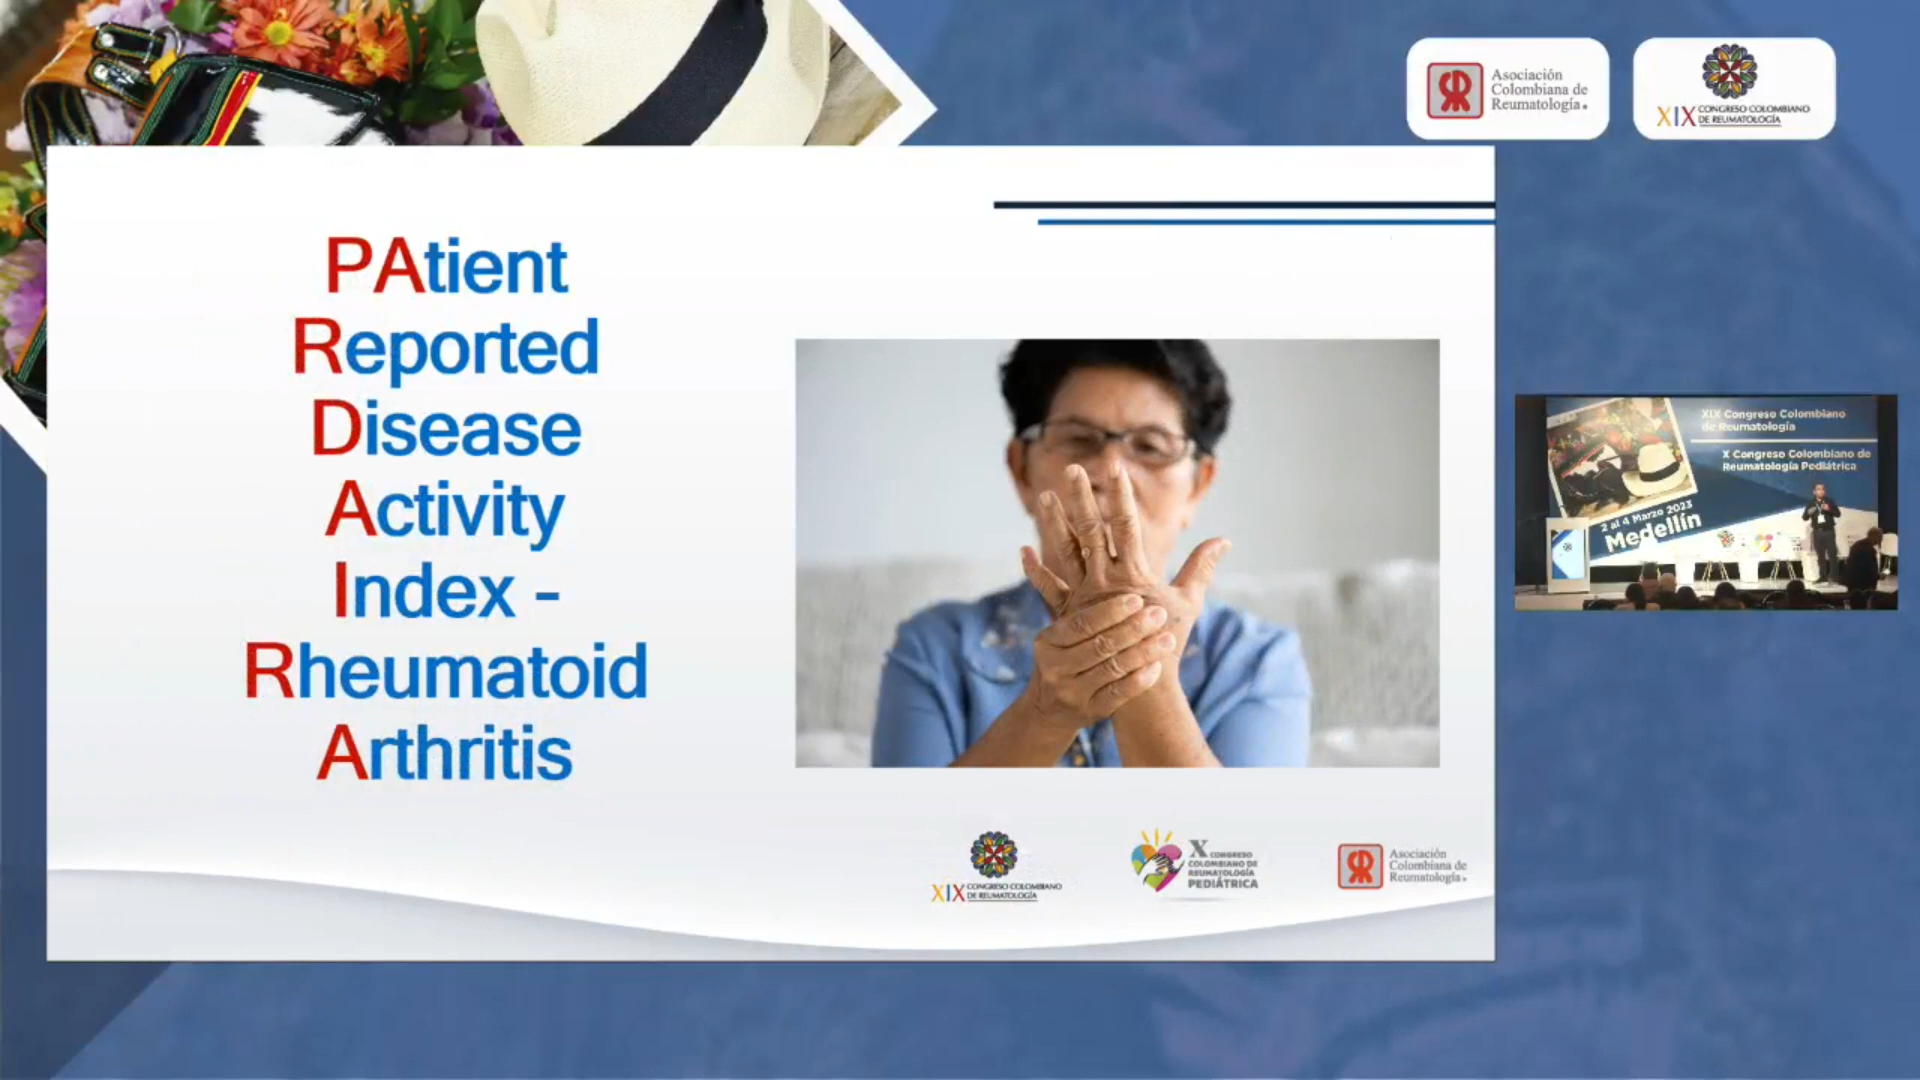 Asociación
Colombiana de
Reumatología.
XIX CONGRESO COLOMBIANO
DE REUMATOLOGÍA
PAtient
Reported
Disease
Activity
Index -
Rheumatoid
Arthritis
XIX Congreso Colombiano
de Reumatología
X Congreso Colombiano de
Reumatología Pediátrica
2 al 4 Marzo 2023
Medellín
XIX CONGRESO COLOMBIANO
DE REUMATOLOGÍA
X CONGRESO
COLOMBIANO DE
REUMATOLOGÍA
PEDIÁTRICA
Asociación
Colombiana de
Reumatología.